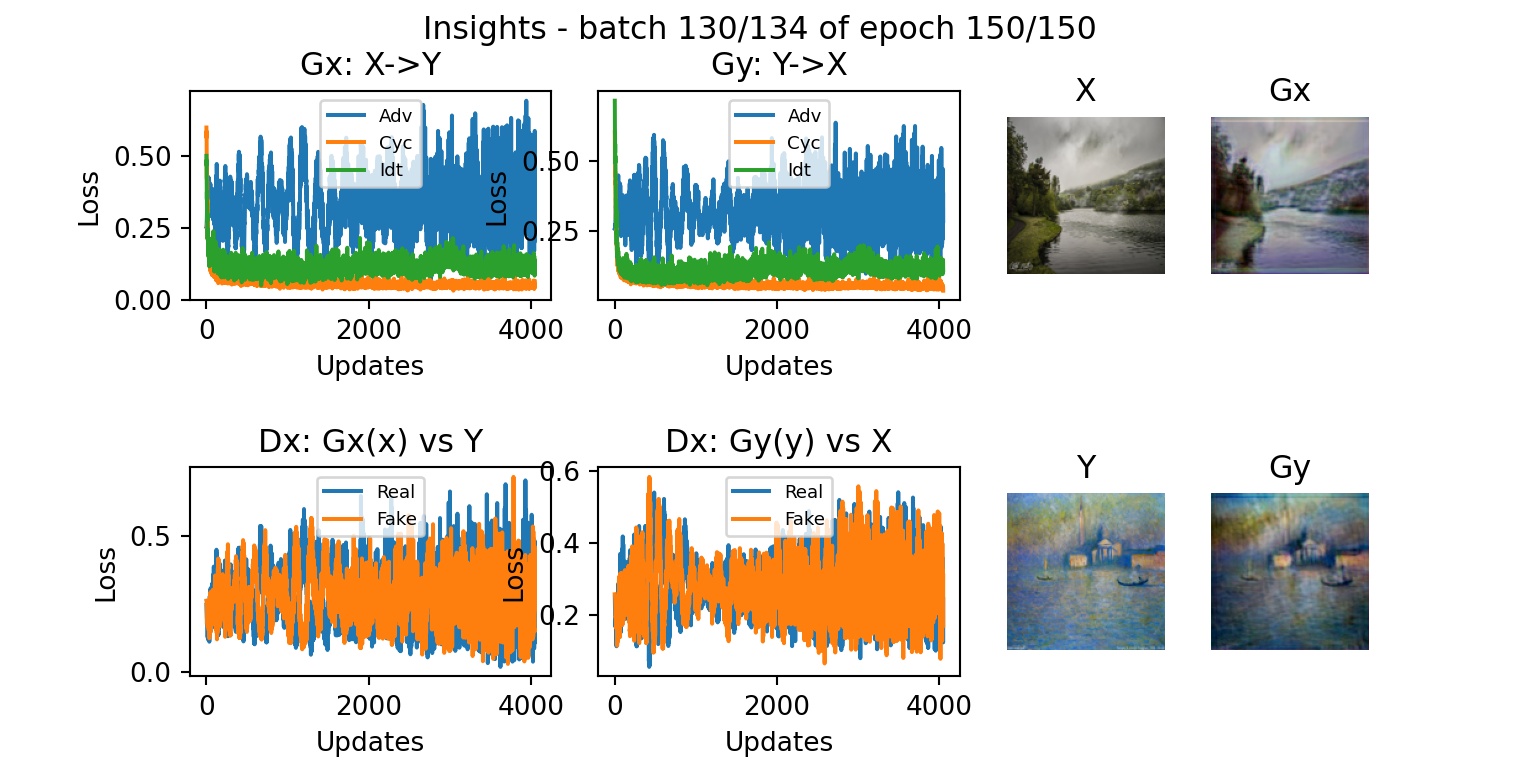 Insights - batch 130/134 of epoch 150/150
Gx: X->Y
Loss
0.50
0.25
0.00
Adv
Cyc
Idt
0
2000
4000
Updates
Gy: Y->X
Loss
0.50
0.25
Adv
Cyc
Idt
0
2000
4000
Updates
X
Gx
Dx: Gx(x) vs Y
Loss
0.5
0.0
Real
Fake
0
2000
4000
Updates
Dx: Gy(y) vs X
Loss
0.6
0.4
0.2
Real
Fake
0
2000
4000
Updates
Y
Gy